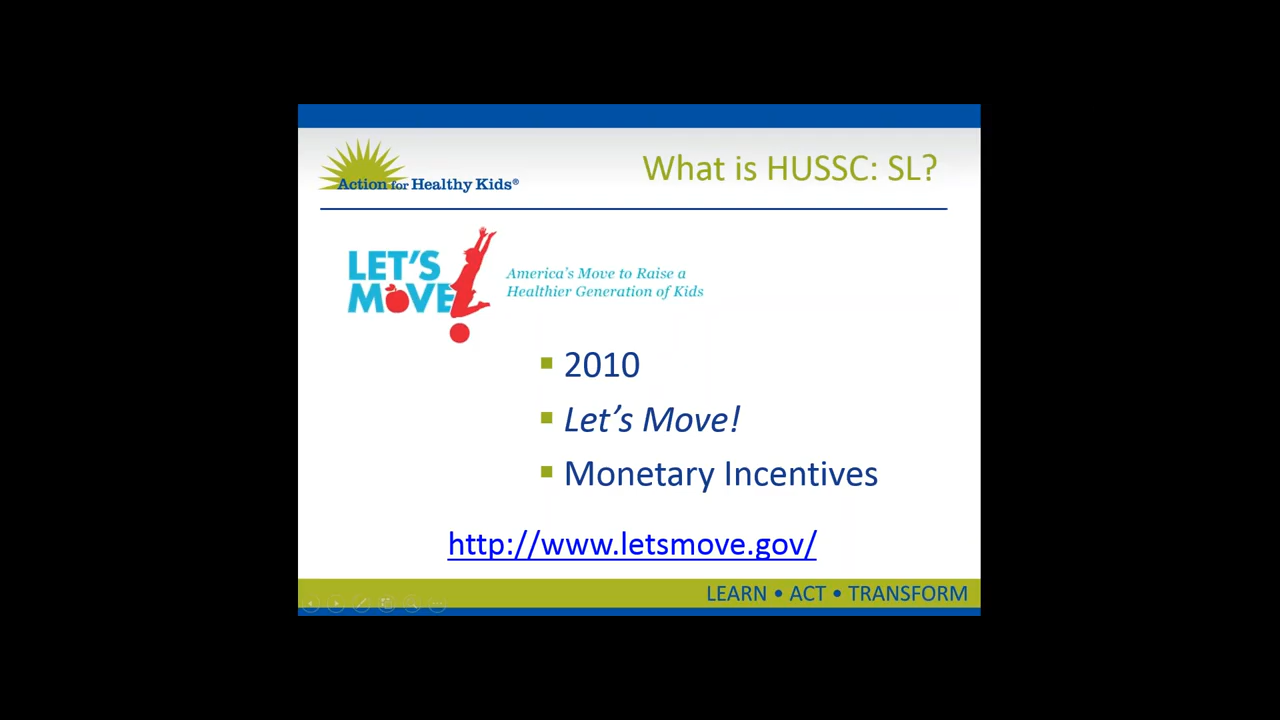 What is HUSSC: SL?
Action for Healthy Kids®
LET'S
MOVE!
America's Move to Raise a
Healthier Generation of Kids
▪ 2010
▪ Let's Move!
▪ Monetary Incentives
http://www.letsmove.gov/
LEARN • ACT • TRANSFORM